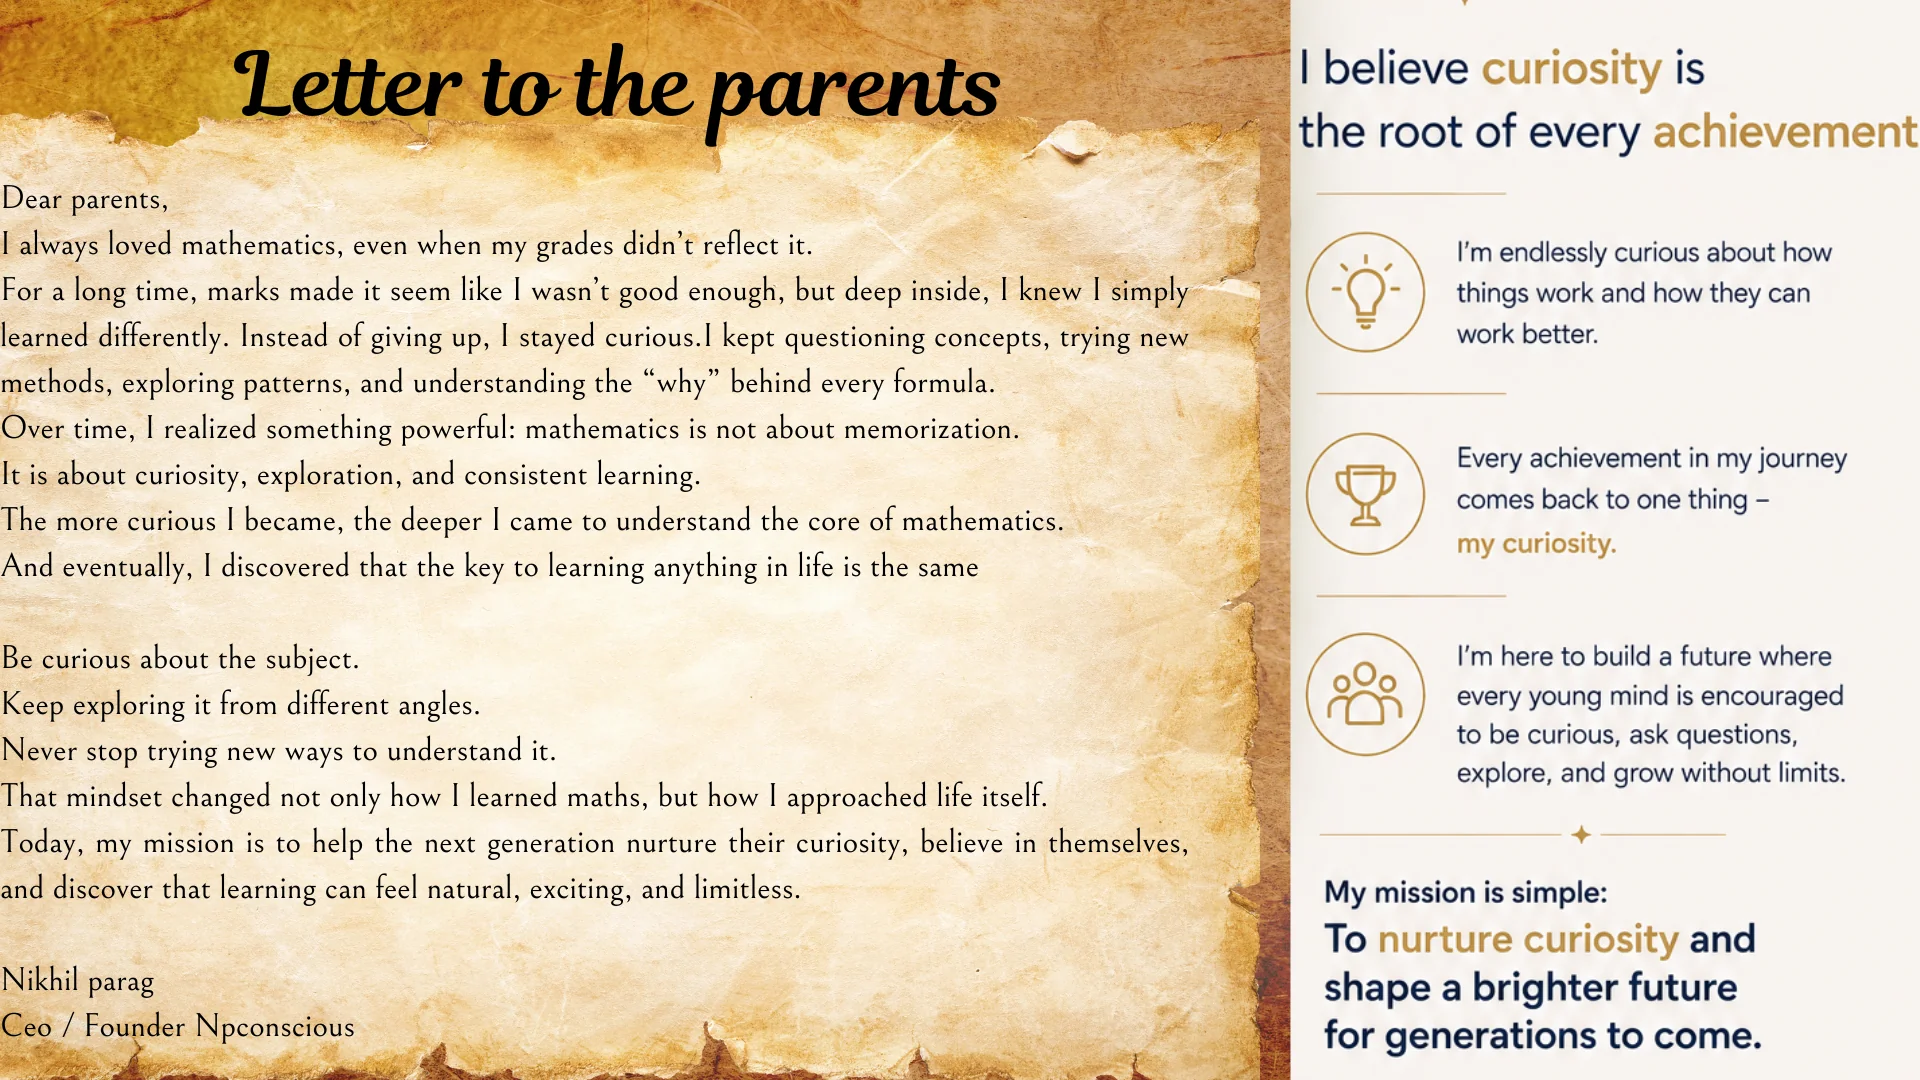 Letter to the parents
Dear parents,
I always loved mathematics, even when my grades didn’t reflect it.
For a long time, marks made it seem like I wasn’t good enough, but deep inside, I knew I simply
learned differently. Instead of giving up, I stayed curious.I kept questioning concepts, trying new
methods, exploring patterns, and understanding the “why” behind every formula.
Over time, I realized something powerful: mathematics is not about memorization.
It is about curiosity, exploration, and consistent learning.
The more curious I became, the deeper I came to understand the core of mathematics.
And eventually, I discovered that the key to learning anything in life is the same
Be curious about the subject.
Keep exploring it from different angles.
Never stop trying new ways to understand it.
That mindset changed not only how I learned maths, but how I approached life itself.
Today, my mission is to help the next generation nurture their curiosity, believe in themselves,
and discover that learning can feel natural, exciting, and limitless.
Nikhil parag
Ceo / Founder Npconscious
I believe curiosity is
the root of every achievement
I’m endlessly curious about how
things work and how they can
work better.
Every achievement in my journey
comes back to one thing –
my curiosity.
I’m here to build a future where
every young mind is encouraged
to be curious, ask questions,
explore, and grow without limits.
My mission is simple:
To nurture curiosity and
shape a brighter future
for generations to come.